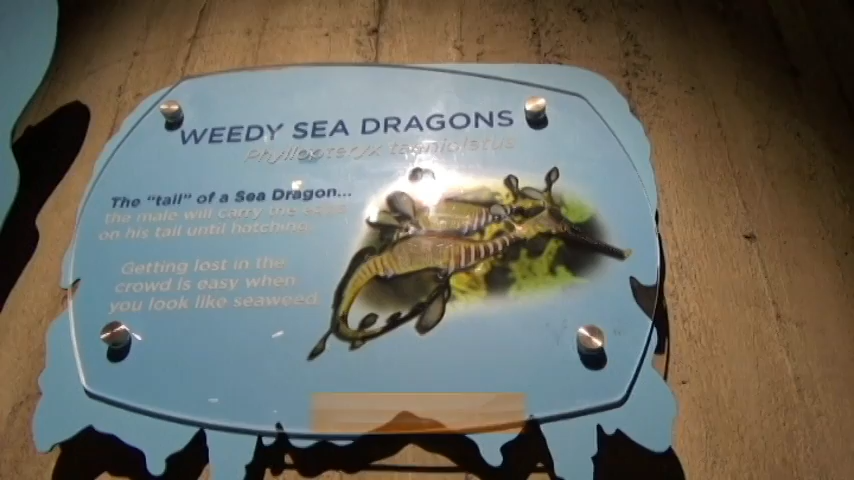 WEEDY SEA DRAGONS
Phyllopteryx taeniolatus
The "tail" of a Sea Dragon...
the male will carry the eggs
on his tail until hatching.
Getting lost in the
crowd is easy when
you look like seaweed.